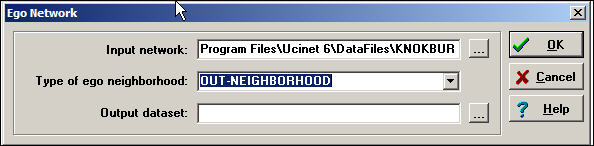 Ego Network
Input network: Program Files\Ucinet 6\DataFiles\KNOKBUR ...
Type of ego neighborhood: OUT-NEIGHBORHOOD
Output dataset: ...
OK
Cancel
Help